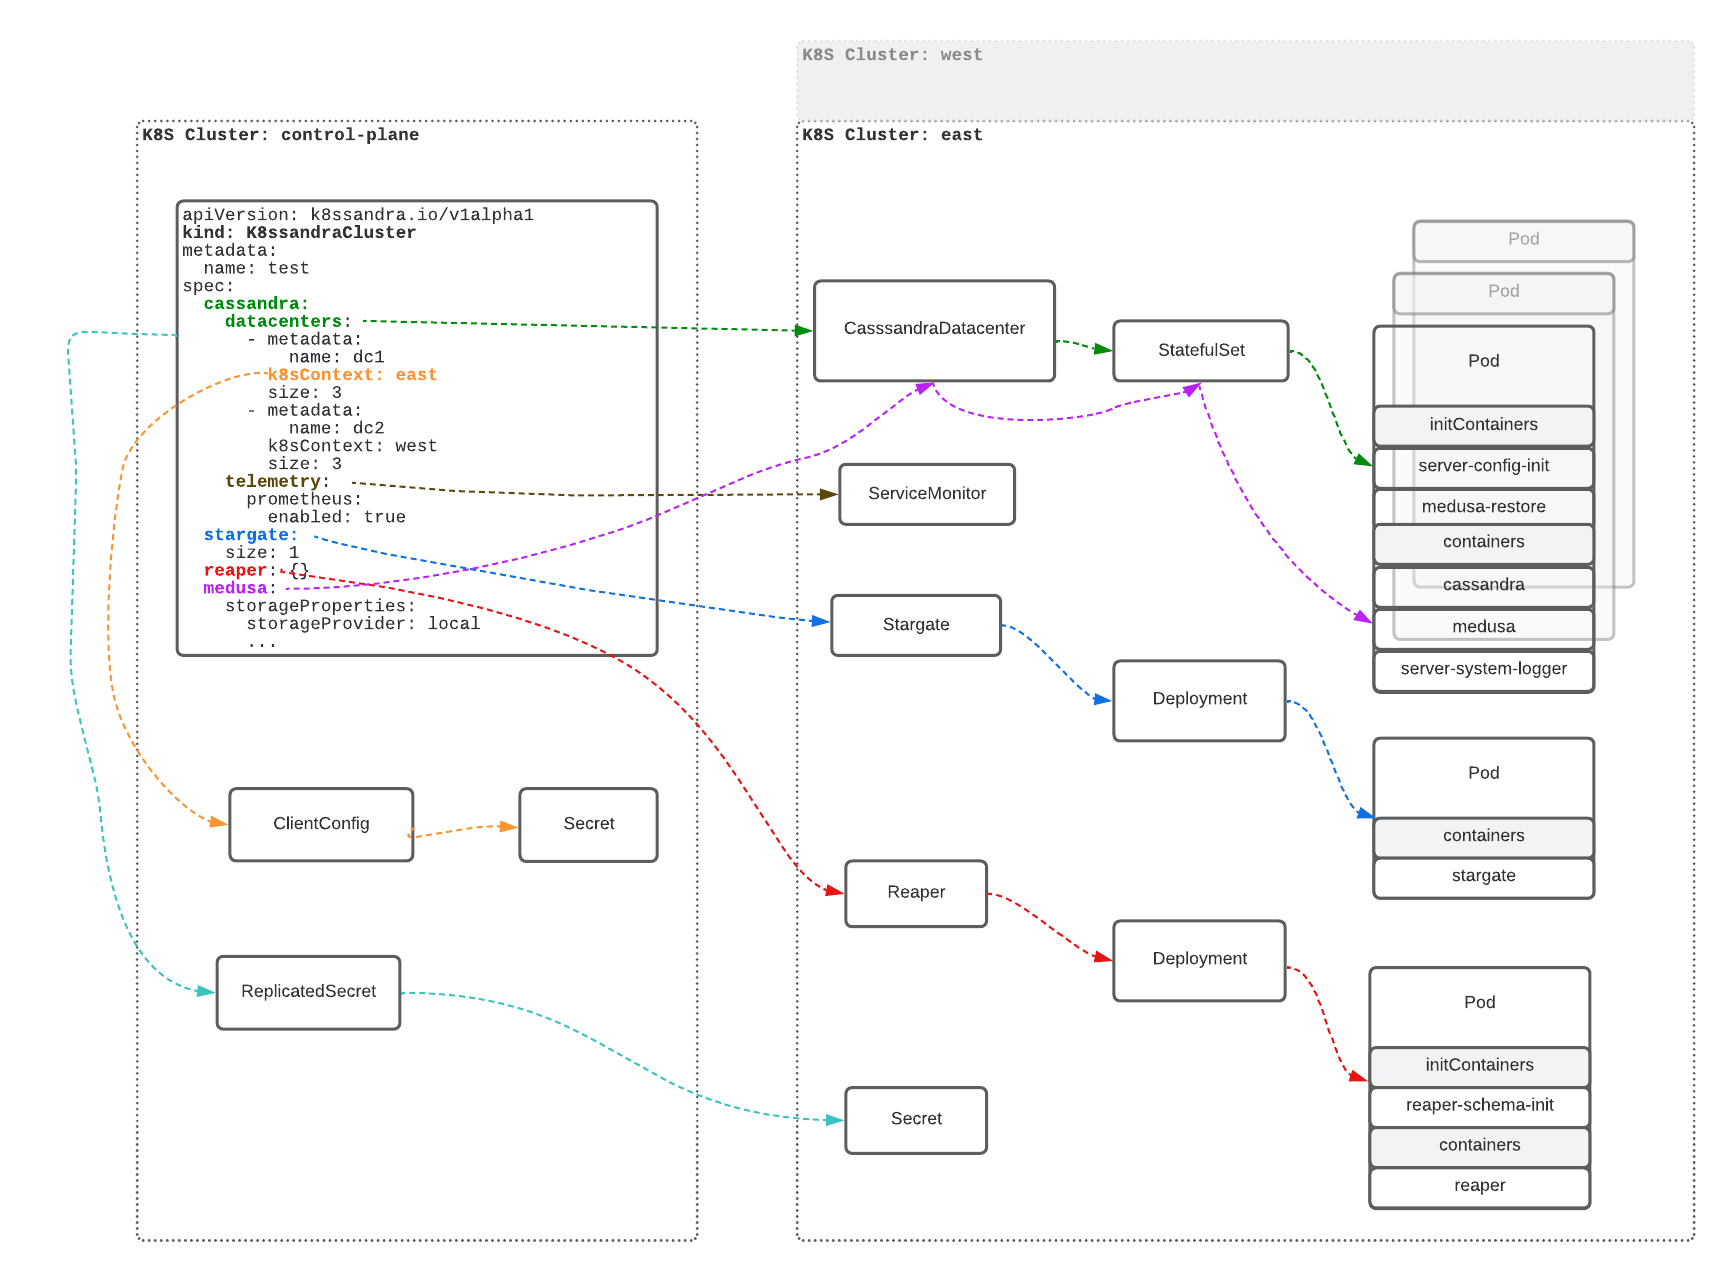 K8S Cluster: west
K8S Cluster: control-plane
apiVersion: k8ssandra.io/v1alpha1
kind: K8ssandraCluster
metadata:
  name: test
spec:
  cassandra:
    datacenters:
      - metadata:
          name: dc1
        k8sContext: east
        size: 3
      - metadata:
          name: dc2
        k8sContext: west
        size: 3
    telemetry:
      prometheus:
        enabled: true
  stargate:
    size: 1
  reaper: {}
  medusa:
    storageProperties:
      storageProvider: local
      ...
ClientConfig
Secret
ReplicatedSecret
K8S Cluster: east
CasssandraDatacenter
StatefulSet
Pod
Pod
Pod
initContainers
server-config-init
medusa-restore
containers
cassandra
medusa
server-system-logger
ServiceMonitor
Stargate
Deployment
Pod
containers
stargate
Reaper
Deployment
Pod
initContainers
reaper-schema-init
containers
reaper
Secret